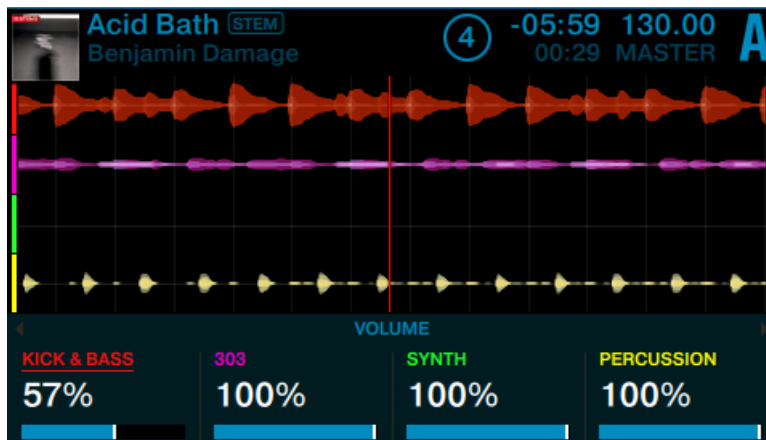 Acid Bath STEM
Benjamin Damage
4
-05:59 130.00
00:29 MASTER
A
VOLUME
KICK & BASS 303 SYNTH PERCUSSION
57% 100% 100% 100%